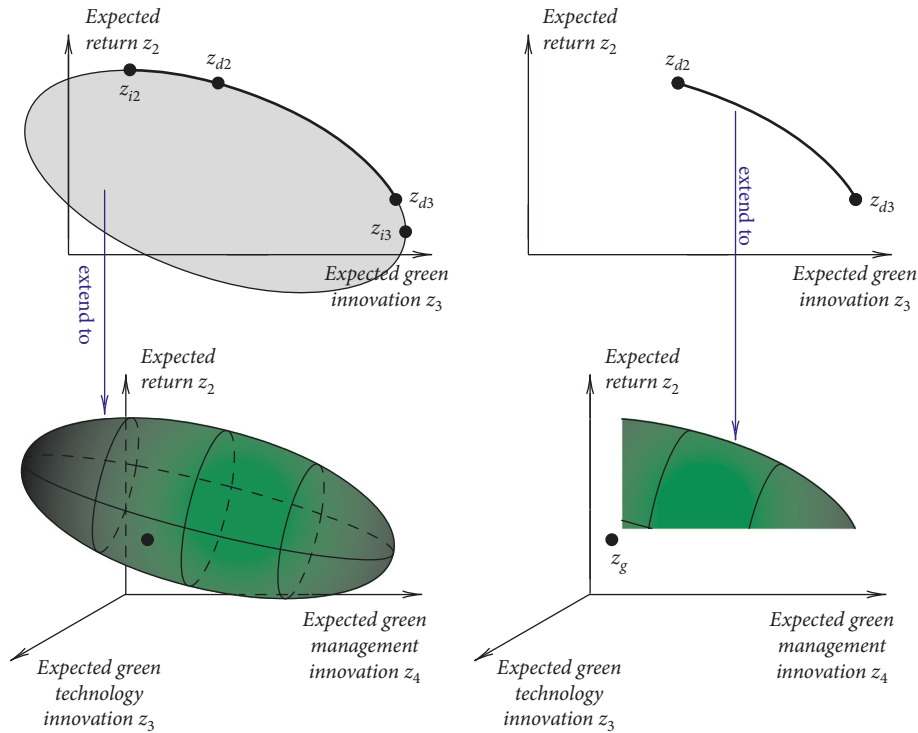 Expected
return z2
zd2
zi2
zd3
zi3
Expected green
innovation z3
extend to
Expected
return z2
zd2
zd3
extend to
Expected green
innovation z3
Expected
return z2
Expected green
management
innovation z4
Expected green
technology
innovation z3
Expected
return z2
zg
Expected green
management
innovation z4
Expected green
technology
innovation z3